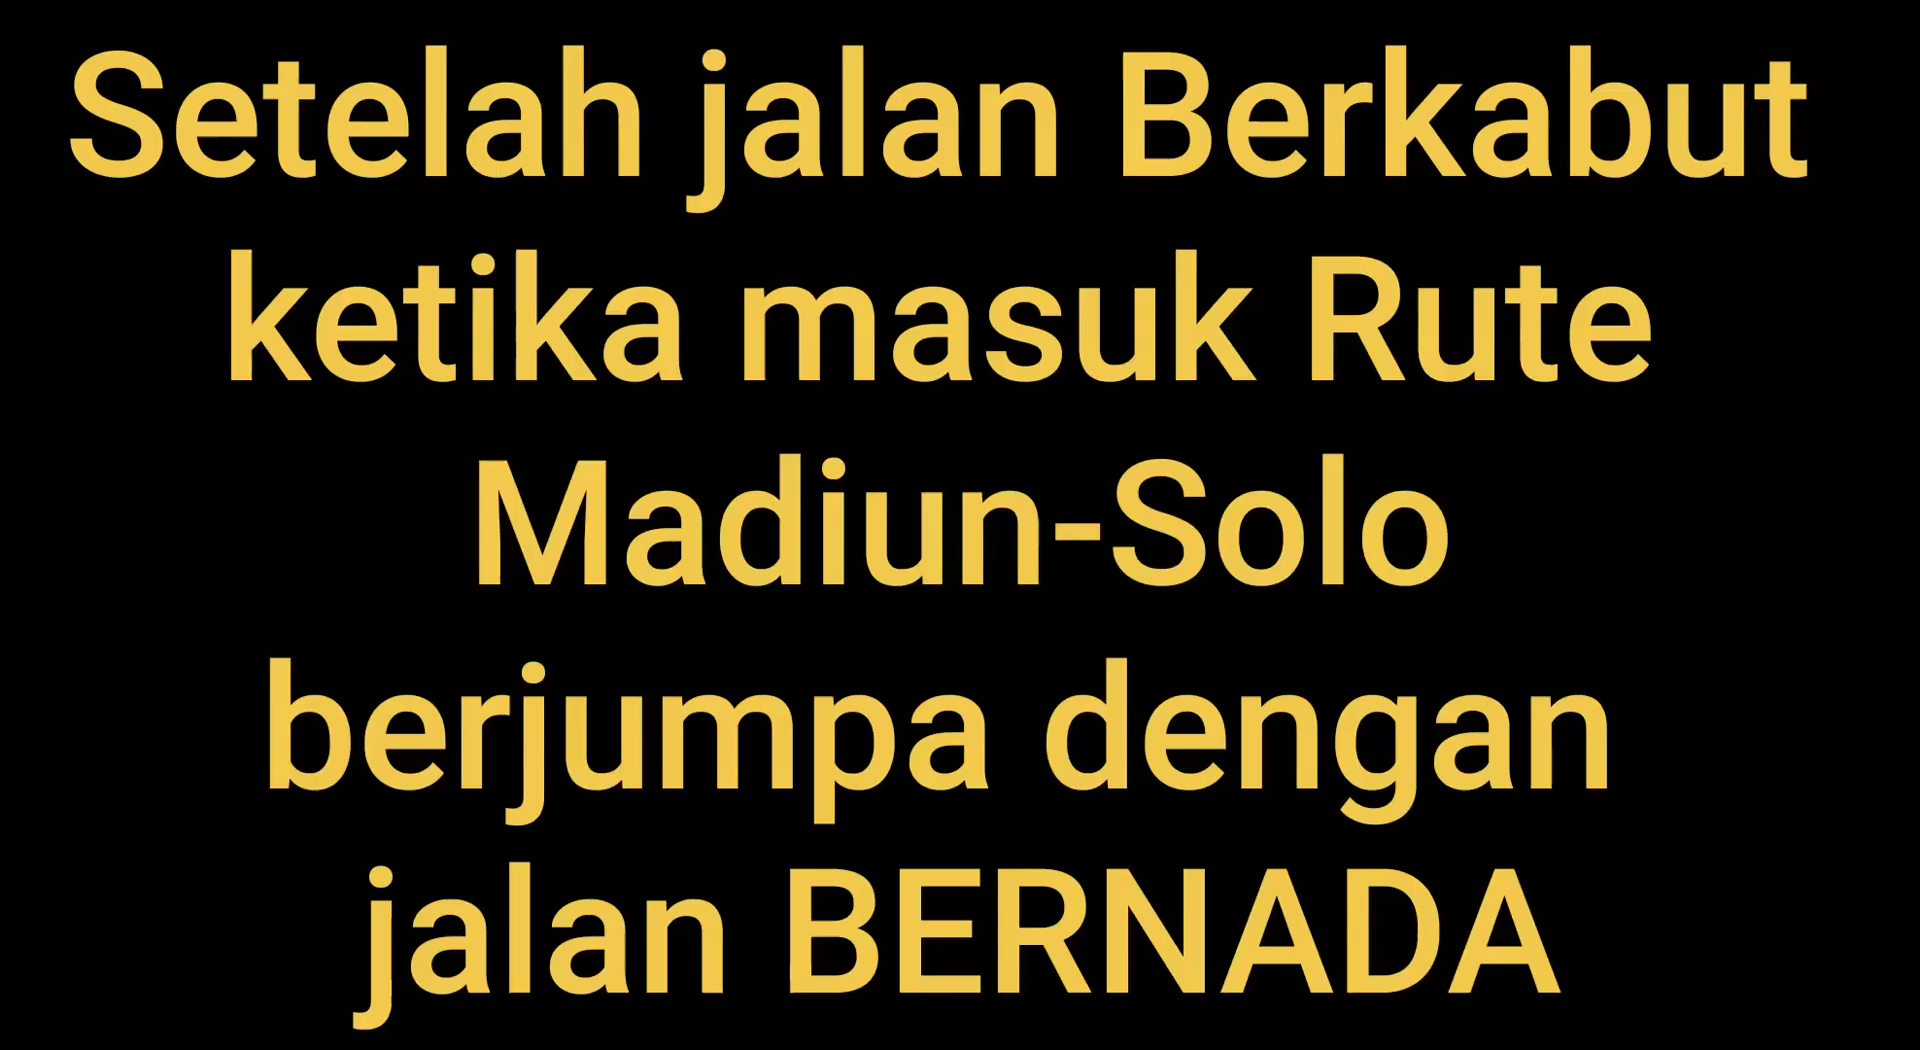 Setelah jalan Berkabut
ketika masuk Rute
Madiun-Solo
berjumpa dengan
jalan BERNADA